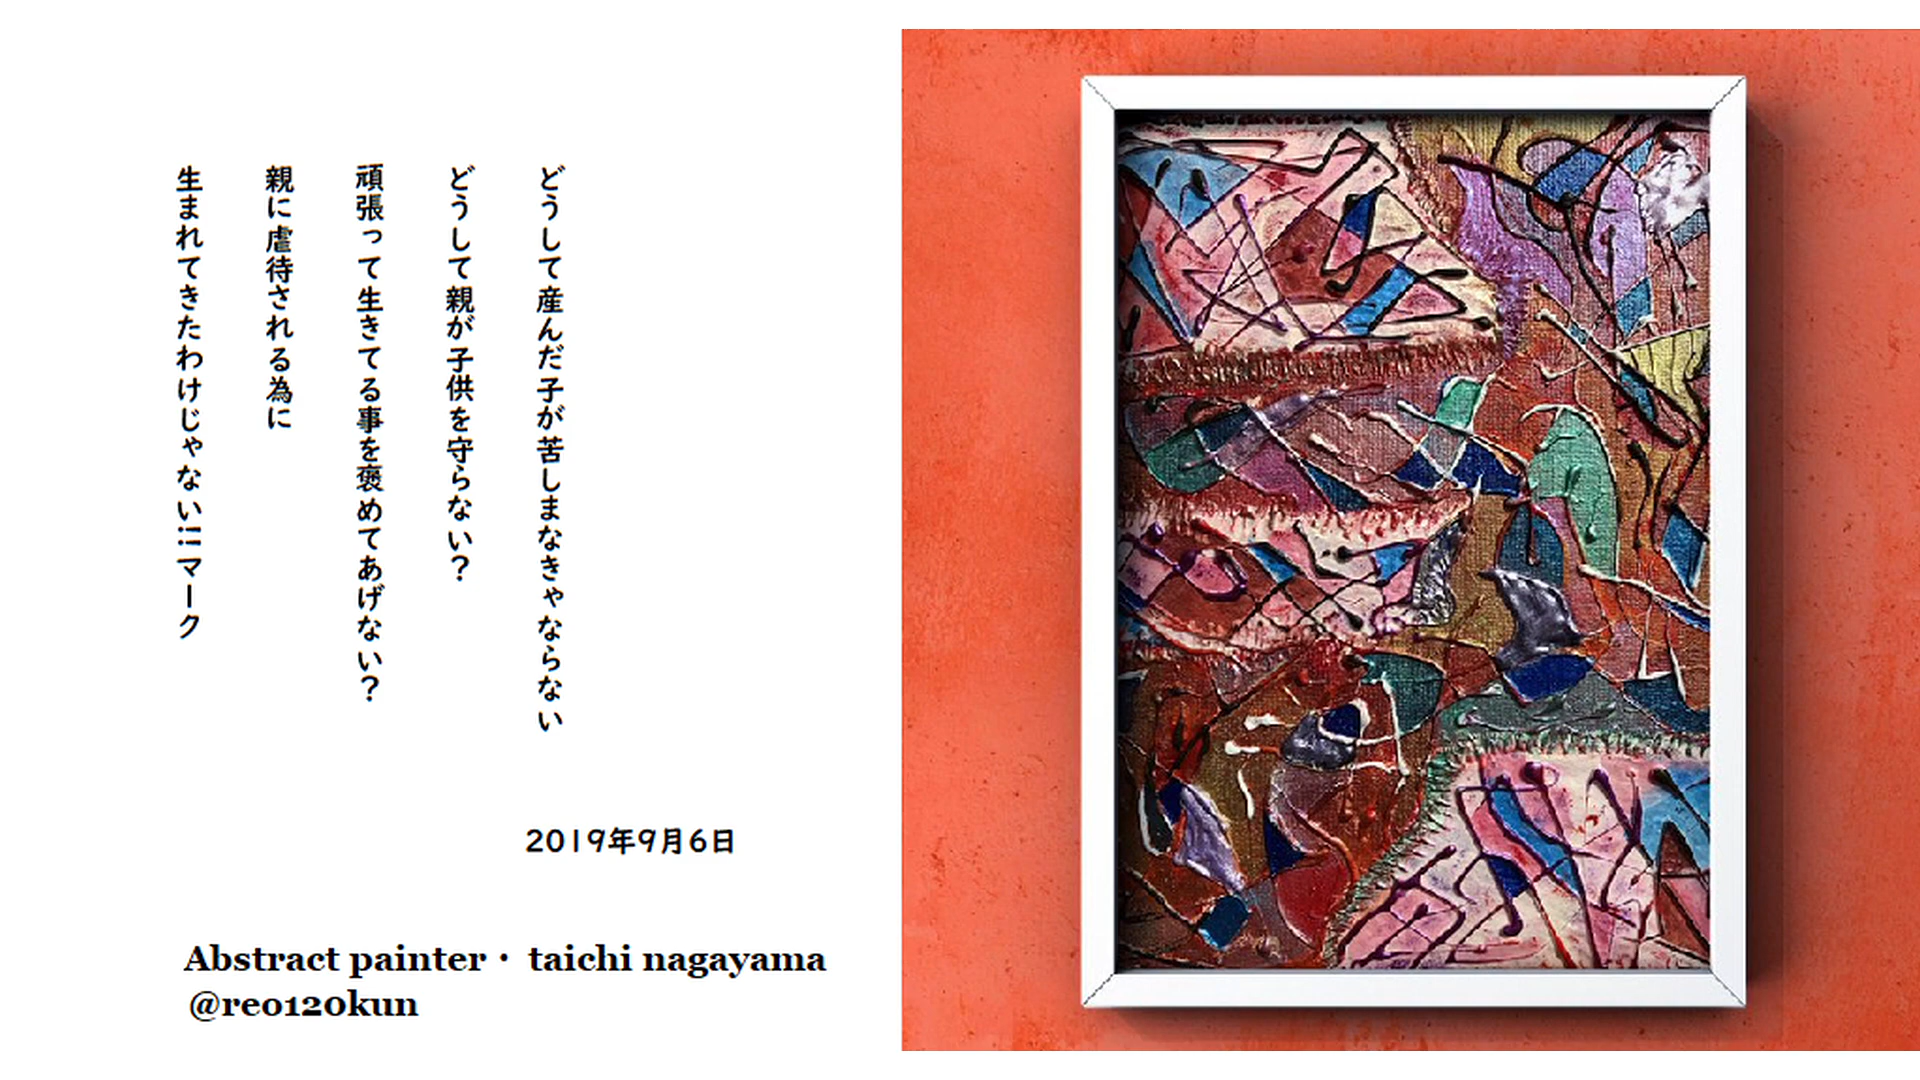 どうして産んだ子が苦しまなきゃならない
どうして親が子供を守らない？
頑張って生きてる事を褒めてあげない？
親に虐待される為に
生まれてきたわけじゃない!!マーク
2019年9月6日
Abstract painter・ taichi nagayama
@reo120kun